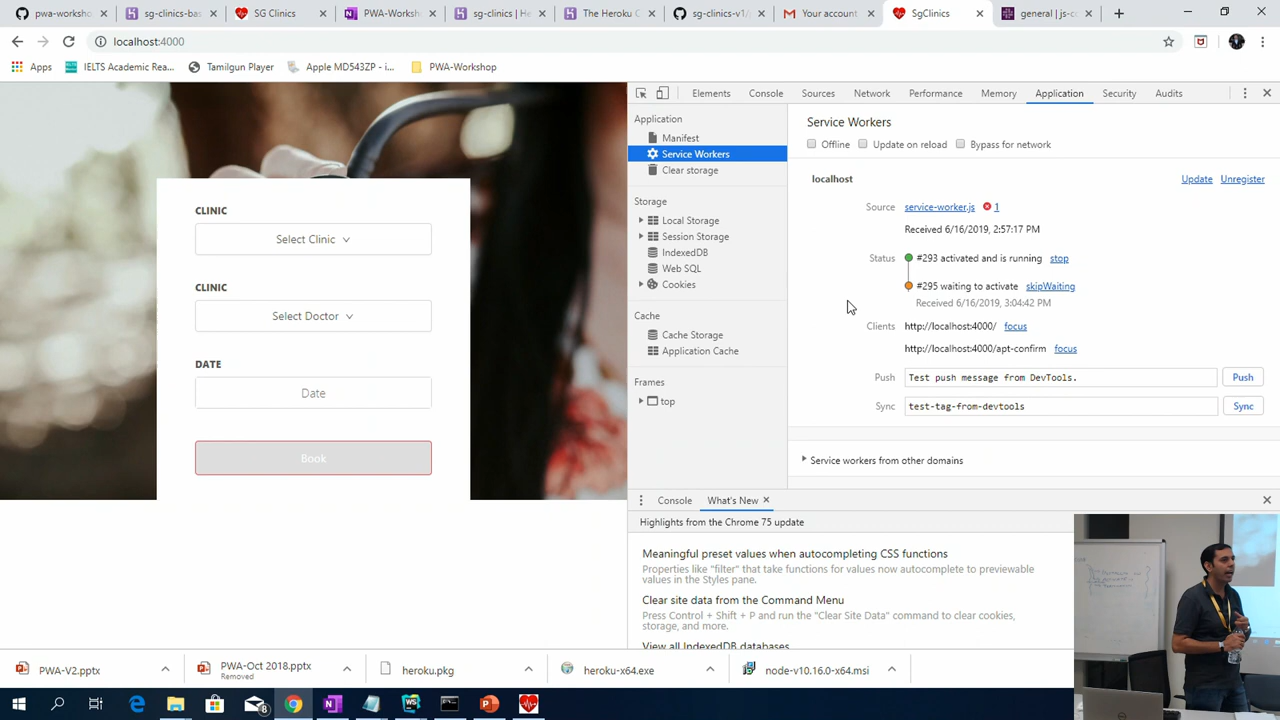 pwa-worksho
sg-clinics-bas
SG Clinics
PWA-Worksh
sg-clinics | He
The Heroku C
sg-clinics-v1/
Your account
SgClinics
general | js-c
localhost:4000
Apps
IELTS Academic Rea...
Tamilgun Player
Apple MD543ZP - i...
PWA-Workshop
Elements
Console
Sources
Network
Performance
Memory
Application
Security
Audits
Application
Manifest
Service Workers
Clear storage
Storage
Local Storage
Session Storage
IndexedDB
Web SQL
Cookies
Cache
Cache Storage
Application Cache
Frames
top
CLINIC
Select Clinic
CLINIC
Select Doctor
DATE
Date
Book
Service Workers
Offline
Update on reload
Bypass for network
localhost
Update
Unregister
Source
service-worker.js
1
Received 6/16/2019, 2:57:17 PM
Status
#293 activated and is running stop
#295 waiting to activate skipWaiting
Received 6/16/2019, 3:04:42 PM
Clients
http://localhost:4000/ focus
http://localhost:4000/apt-confirm focus
Push
Test push message from DevTools.
Push
Sync
test-tag-from-devtools
Sync
Service workers from other domains
Console
What's New
Highlights from the Chrome 75 update
Meaningful preset values when autocompleting CSS functions
Properties like "filter" that take functions for values now autocomplete to previewable
values in the Styles pane.
Clear site data from the Command Menu
Press Control + Shift + P and run the "Clear Site Data" command to clear cookies,
storage, and more.
View all IndexedDB databases
PWA-V2.pptx
PWA-Oct 2018.pptx
Removed
heroku.pkg
heroku-x64.exe
node-v10.16.0-x64.msi
8